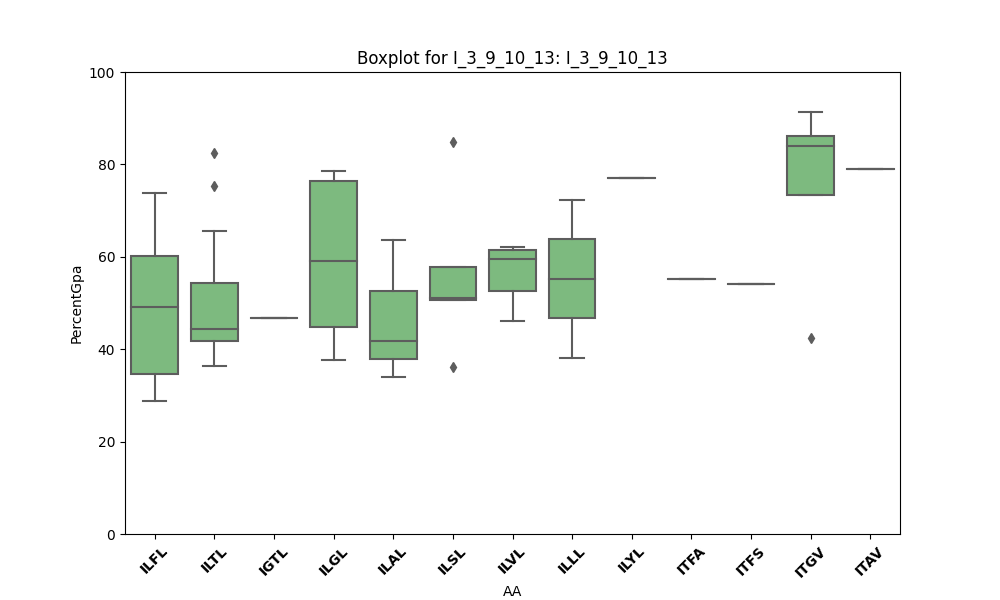 Boxplot for I_3_9_10_13: I_3_9_10_13
100
80
60
40
20
0
PercentGpa
ILFL
ILTL
IGTL
ILGL
ILAL
ILSL
ILVL
ILLL
ILYL
ITFA
ITFS
ITGV
ITAV
AA